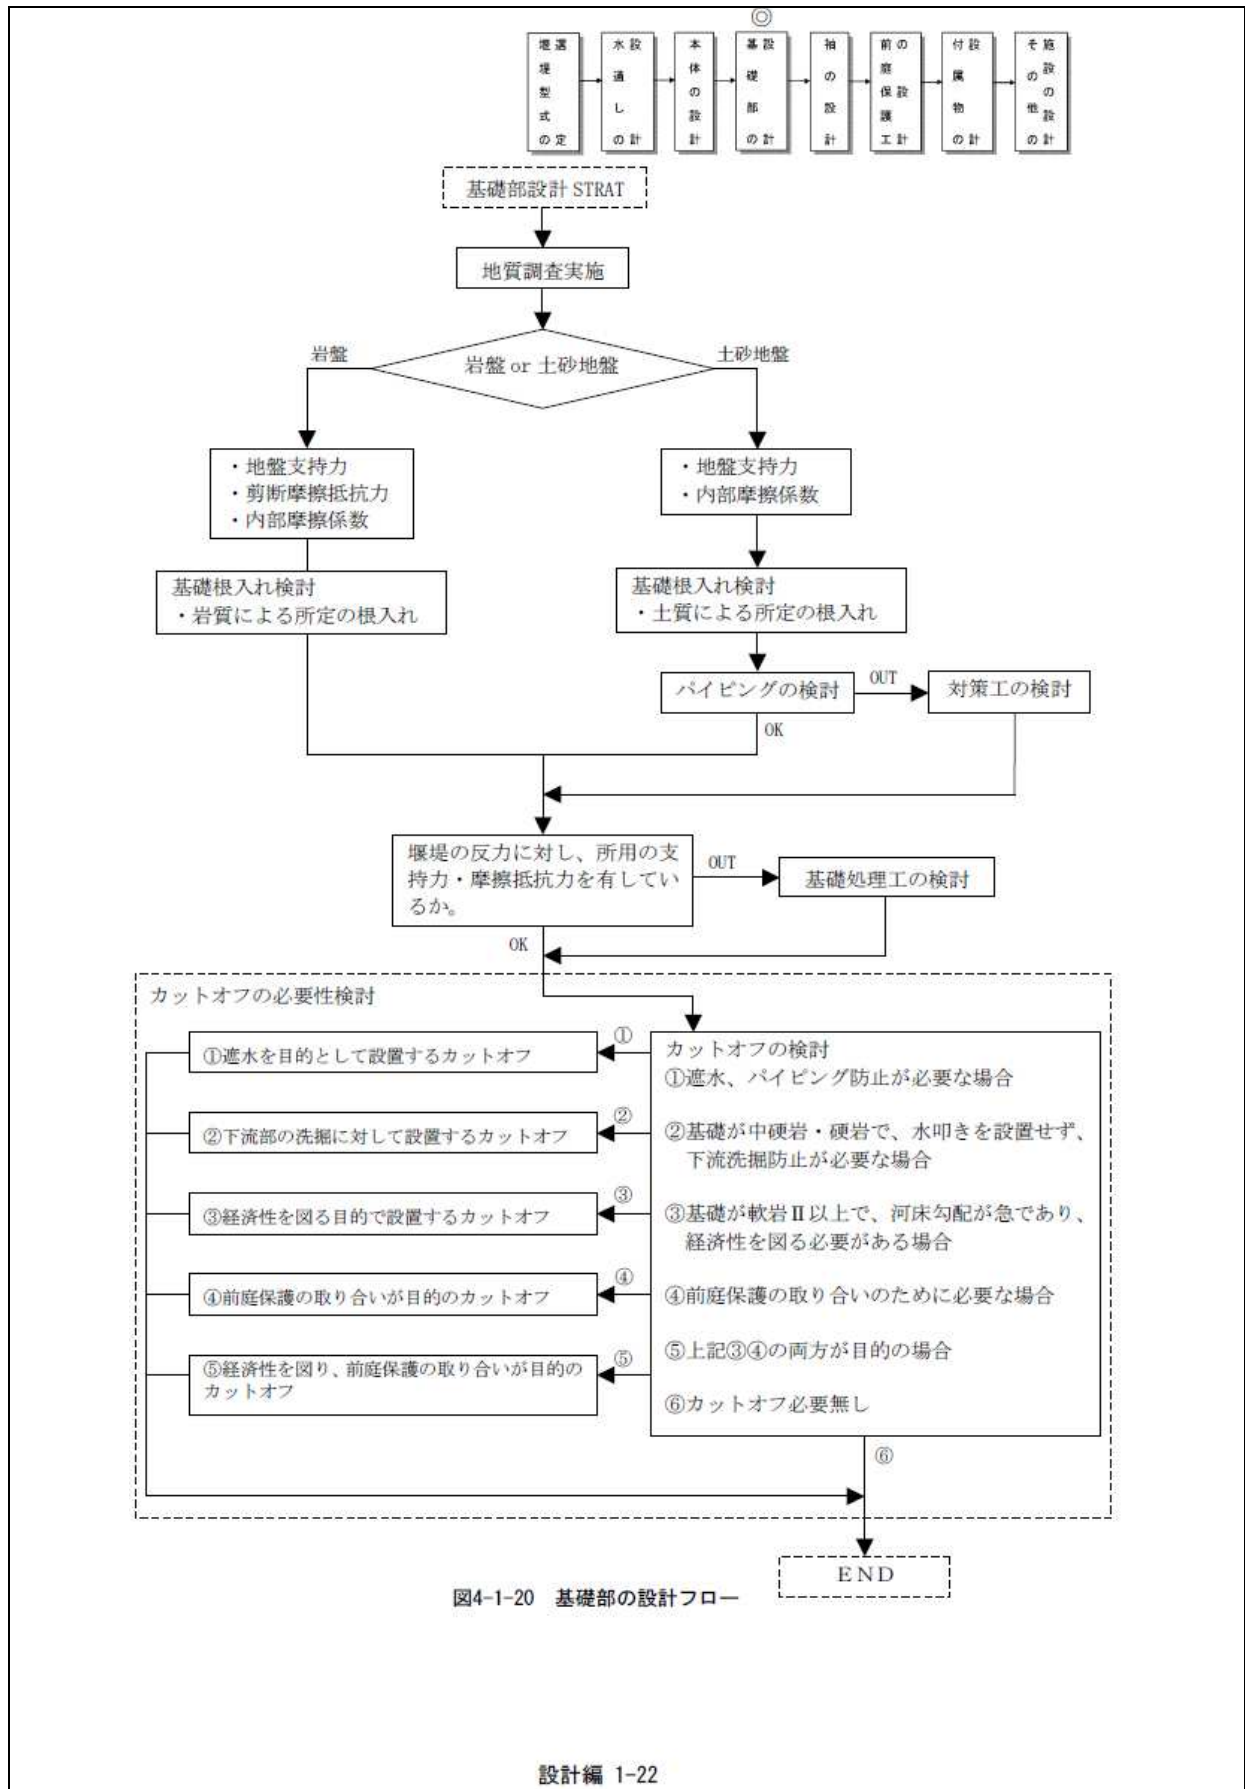 ◎
堰堤型式の選定
水通しの設計
本体の設計
基礎部の設計
袖の設計
前庭保護工の設計
付属物の設計
その他の施設の設計
基礎部設計 STRAT
地質調査実施
岩盤
岩盤 or 土砂地盤
土砂地盤
・地盤支持力
・剪断摩擦抵抗力
・内部摩擦係数
・地盤支持力
・内部摩擦係数
基礎根入れ検討
・岩質による所定の根入れ
基礎根入れ検討
・土質による所定の根入れ
パイピングの検討
OUT
対策工の検討
OK
堰堤の反力に対し、所用の支
持力・摩擦抵抗力を有してい
るか。
OUT
基礎処理工の検討
OK
カットオフの必要性検討
①遮水を目的として設置するカットオフ
①
②下流部の洗掘に対して設置するカットオフ
②
③経済性を図る目的で設置するカットオフ
③
④前庭保護の取り合いが目的のカットオフ
④
⑤経済性を図り、前庭保護の取り合いが目的の
カットオフ
⑤
カットオフの検討
①遮水、パイピング防止が必要な場合
②基礎が中硬岩・硬岩で、水叩きを設置せず、
下流洗掘防止が必要な場合
③基礎が軟岩Ⅱ以上で、河床勾配が急であり、
経済性を図る必要がある場合
④前庭保護の取り合いのために必要な場合
⑤上記③④の両方が目的の場合
⑥カットオフ必要無し
⑥
END
図4-1-20 基礎部の設計フロー
設計編 1-22